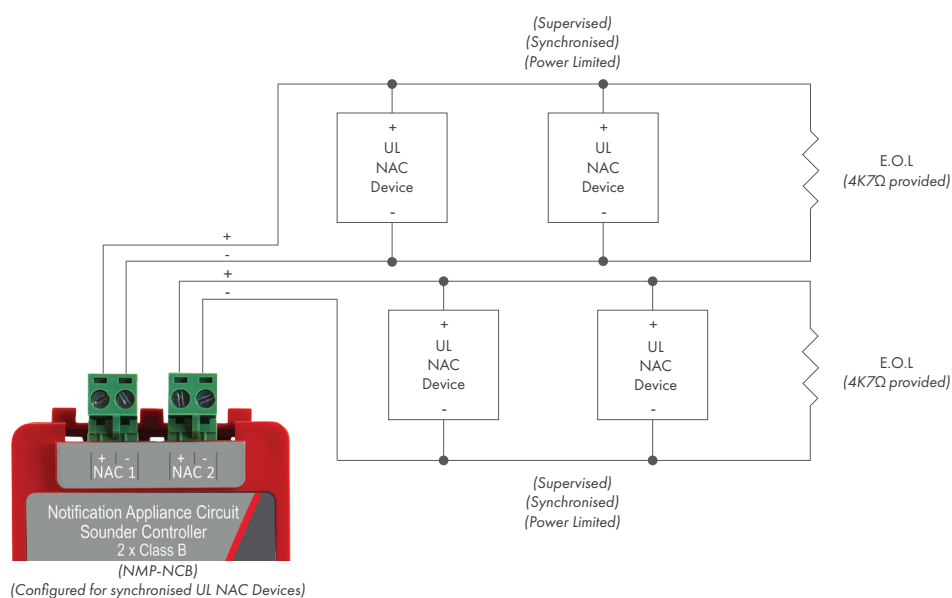 (Supervised)
(Synchronised)
(Power Limited)
+
UL
NAC
Device
-
+
UL
NAC
Device
-
E.O.L
(4K7Ω provided)
+
-
+
-
+
UL
NAC
Device
-
+
UL
NAC
Device
-
E.O.L
(4K7Ω provided)
+ - + -
NAC 1 NAC 2
(Supervised)
(Synchronised)
(Power Limited)
Notification Appliance Circuit
Sounder Controller
2 x Class B
(NMP-NCB)
(Configured for synchronised UL NAC Devices)